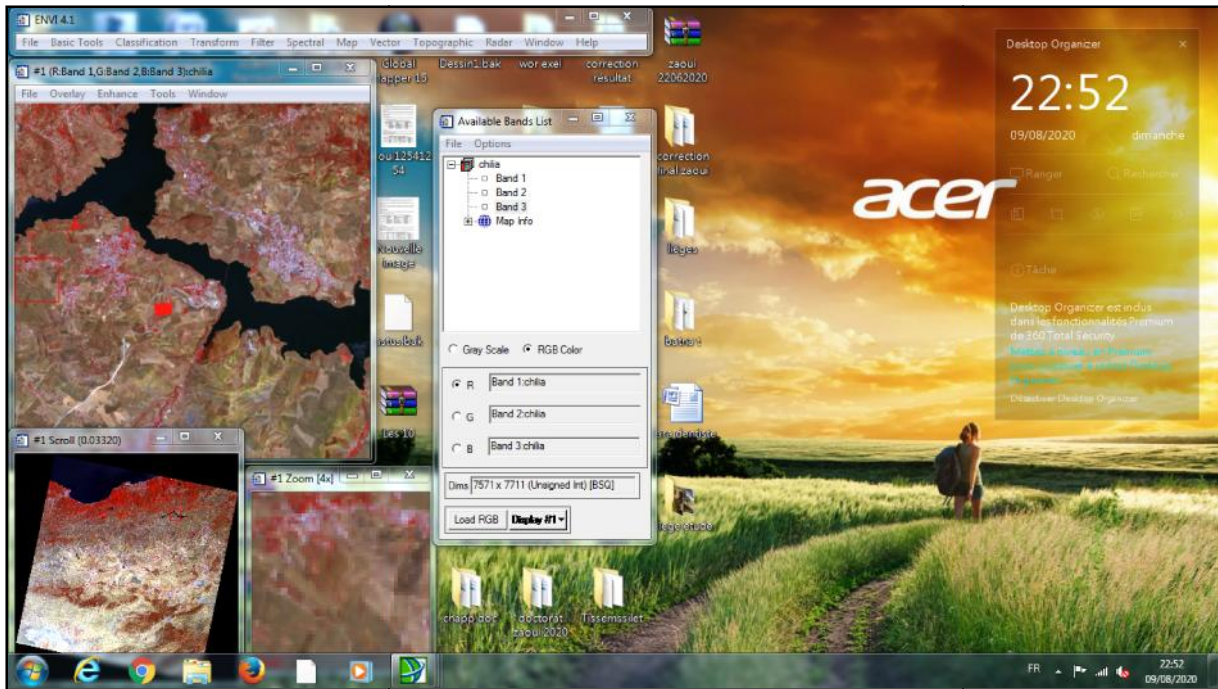 ENVI 4.1
File Basic Tools Classification Transform Filter Spectral Map Vector Topographic Radar Window Help
#1 (R:Band 1,G:Band 2,B:Band 3):chilia
File Overlay Enhance Tools Window
#1 Scroll (0.03320)
#1 Zoom [4x]
Available Bands List
File Options
chilia
Band 1
Band 2
Band 3
Map Info
Gray Scale RGB Color
R Band 1:chilia
G Band 2:chilia
B Band 3:chilia
Dims 7571 x 7711 (Unsigned Int) [BSQ]
Load RGB Display #1
Global
Mapper 15
Dessin1.bak
wor exel
correction
resultat
zaoui
22062020
correction
final zaoui
Nouvelle
image
lieges
batna 1
Les 10
chapp doc
doctorat
zaoui 2020
Tissemssilet
acer
Desktop Organizer
22:52
09/08/2020 dimanche
Ranger Recherche
Tâche
Desktop Organizer est inclus
dans les fonctionnalités Premium
de 360 Total Security
Désactiver Desktop Organizer
FR
22:52
09/08/2020